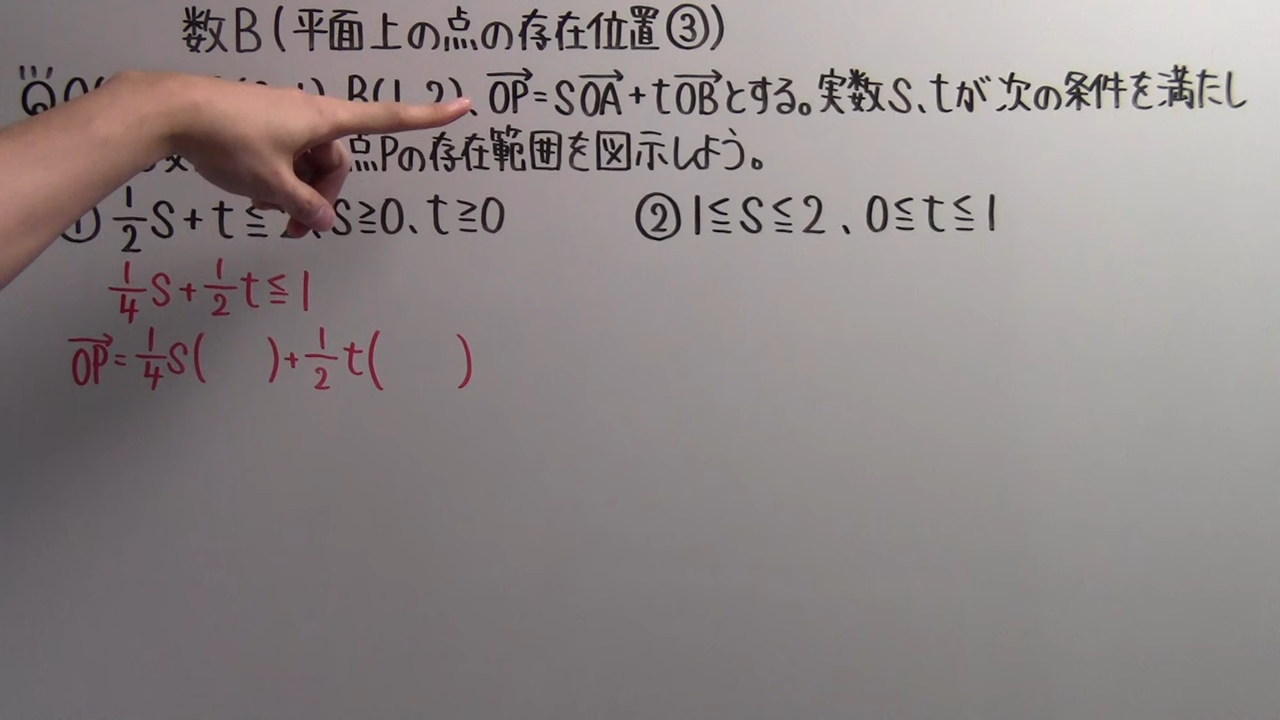 数B(平面上の点の存在位置③)
Q O( B(1,2)、OP=SOA+tOBとする。実数S、tが次の条件を満たし
点Pの存在範囲を図示しよう。
① 1/2 S+t≦ S≧0、t≧0 ② 1≦S≦2、0≦t≦1
1/4 S+1/2 t≦1
OP=1/4 S( )+1/2 t( )